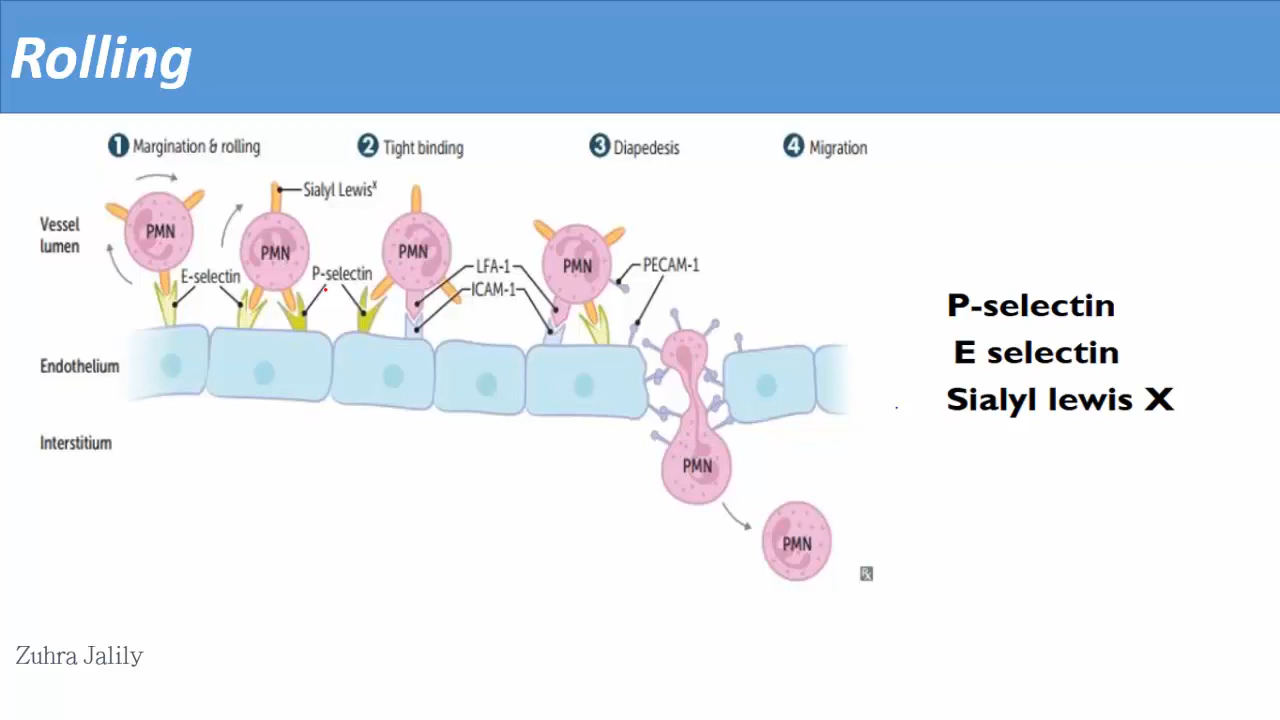 Rolling
1 Margination & rolling
2 Tight binding
3 Diapedesis
4 Migration
Sialyl Lewisˣ
Vessel
lumen
PMN
PMN
PMN
PMN
E-selectin
P-selectin
LFA-1
ICAM-1
PECAM-1
Endothelium
Interstitium
PMN
PMN
Rx
P-selectin
E selectin
Sialyl lewis X
Zuhra Jalily